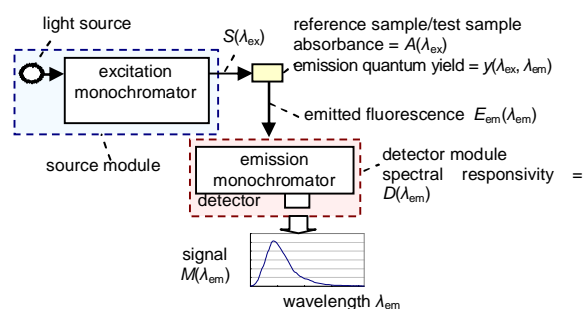 light source
S(λex)
reference sample/test sample
absorbance = A(λex)
emission quantum yield = y(λex, λem)
excitation
monochromator
emitted fluorescence Eem(λem)
source module
emission
monochromator
detector
detector module
spectral responsivity =
D(λem)
signal
M(λem)
wavelength λem